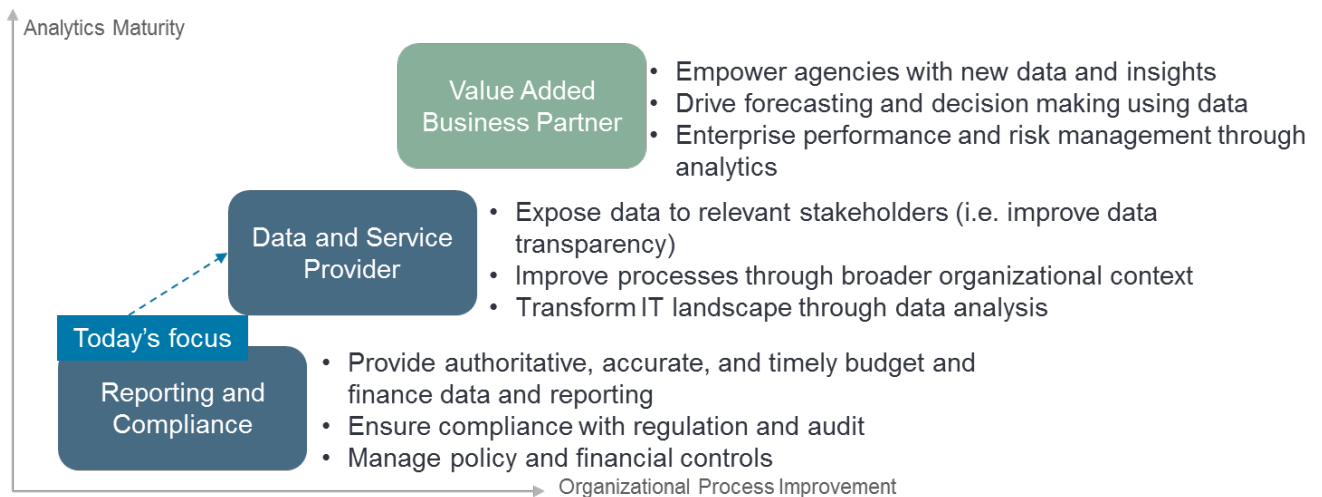 Analytics Maturity
Value Added
Business Partner
• Empower agencies with new data and insights
• Drive forecasting and decision making using data
• Enterprise performance and risk management through
analytics
Data and Service
Provider
• Expose data to relevant stakeholders (i.e. improve data
transparency)
• Improve processes through broader organizational context
• Transform IT landscape through data analysis
Today's focus
Reporting and
Compliance
• Provide authoritative, accurate, and timely budget and
finance data and reporting
• Ensure compliance with regulation and audit
• Manage policy and financial controls
Organizational Process Improvement